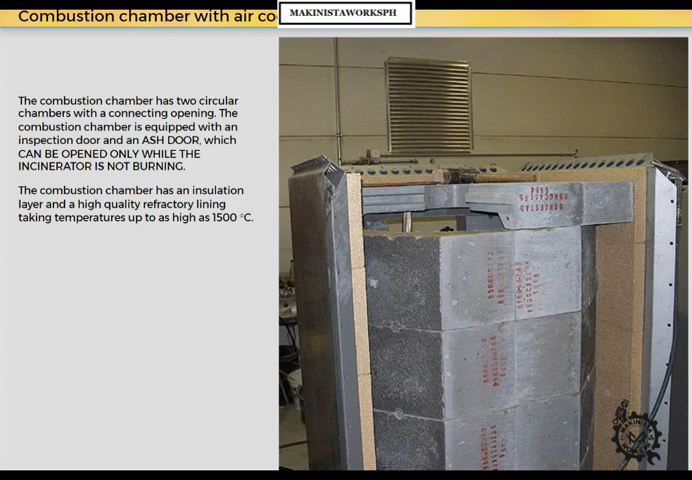 Combustion chamber with air co
MAKINISTAWORKSPH
The combustion chamber has two circular
chambers with a connecting opening. The
combustion chamber is equipped with an
inspection door and an ASH DOOR, which
CAN BE OPENED ONLY WHILE THE
INCINERATOR IS NOT BURNING.
The combustion chamber has an insulation
layer and a high quality refractory lining
taking temperatures up to as high as 1500 °C.